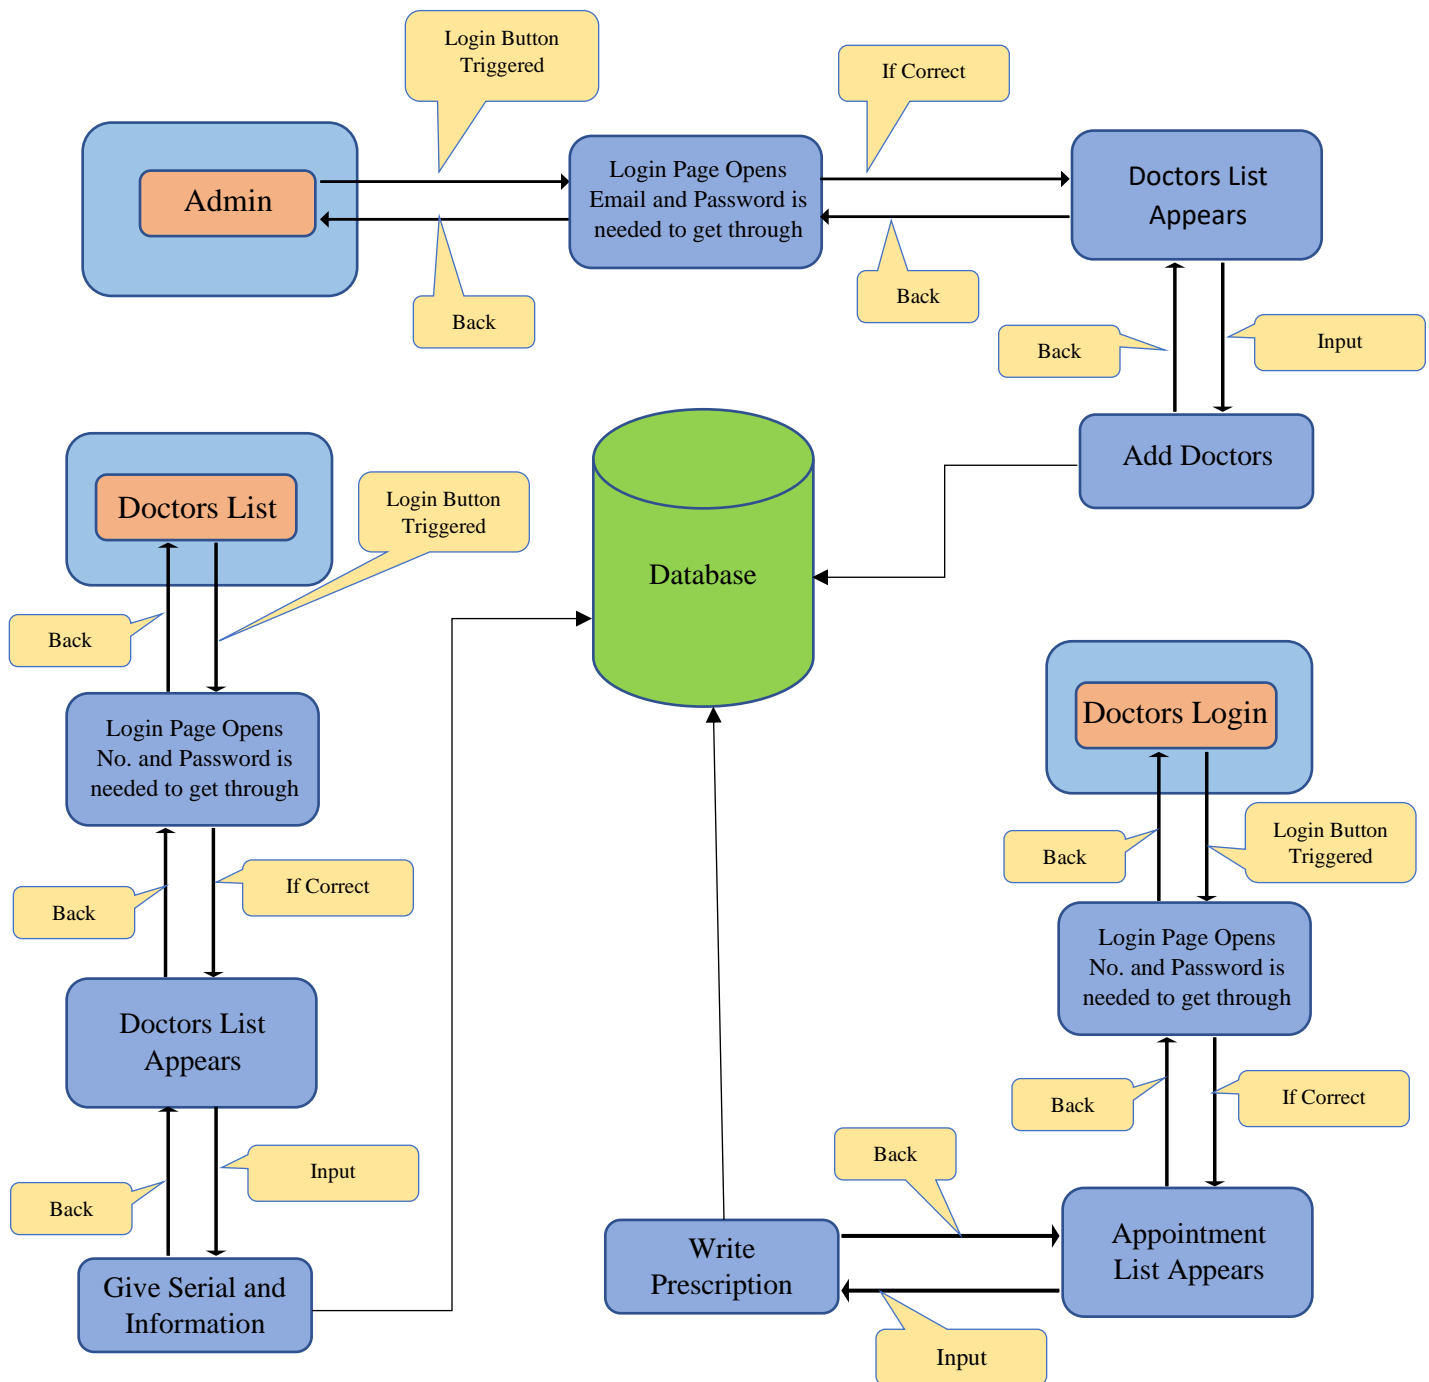 Login Button
Triggered
If Correct
Admin
Login Page Opens
Email and Password is
needed to get through
Doctors List
Appears
Back
Back
Back
Input
Add Doctors
Database
Doctors List
Login Button
Triggered
Back
Login Page Opens
No. and Password is
needed to get through
Back
If Correct
Doctors List
Appears
Back
Input
Give Serial and
Information
Doctors Login
Back
Login Button
Triggered
Login Page Opens
No. and Password is
needed to get through
Back
If Correct
Appointment
List Appears
Back
Input
Write
Prescription